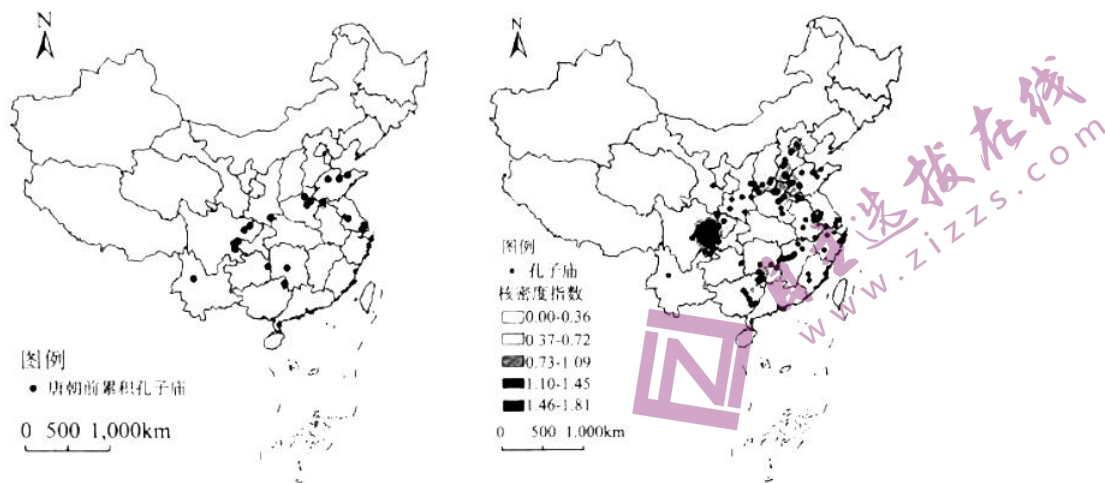 N
图例
唐朝前累积孔子庙
0 500 1,000km
N
图例
孔子庙
核密度指数
0.00-0.36
0.37-0.72
0.73-1.09
1.10-1.45
1.46-1.81
0 500 1,000km
自主选拔在线
www.zizzs.com